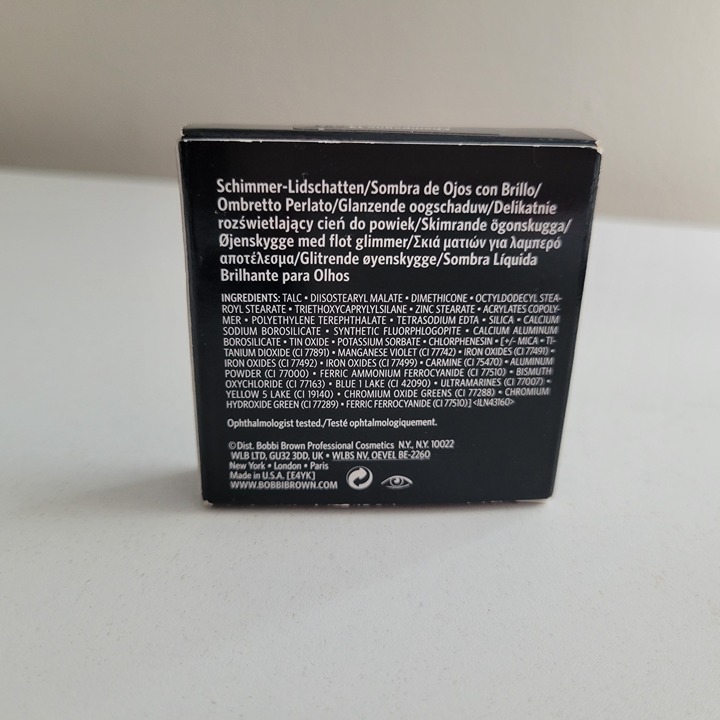 Schimmer-Lidschatten/Sombra de Ojos con Brillo/
Ombretto Perlato/Glanzende oogschaduw/Delikatnie
rozświetlający cień do powiek/Skimrande ögonskugga/
Øjenskygge med flot glimmer/Σκιά ματιών για λαμπερό
αποτέλεσμα/Glitrende øyenskygge/Sombra Líquida
Brilhante para Olhos
INGREDIENTS: TALC • DIISOSTEARYL MALATE • DIMETHICONE • OCTYLDODECYL STEA-
ROYL STEARATE • TRIETHOXYCAPRYLYLSILANE • ZINC STEARATE • ACRYLATES COPOLY-
MER • POLYETHYLENE TEREPHTHALATE • TETRASODIUM EDTA • SILICA • CALCIUM
SODIUM BOROSILICATE • SYNTHETIC FLUORPHLOGOPITE • CALCIUM ALUMINUM
BOROSILICATE • TIN OXIDE • POTASSIUM SORBATE • CHLORPHENESIN • [+/- MICA • TI-
TANIUM DIOXIDE (CI 77891) • MANGANESE VIOLET (CI 77742) • IRON OXIDES (CI 77491) •
IRON OXIDES (CI 77492) • IRON OXIDES (CI 77499) • CARMINE (CI 75470) • ALUMINUM
POWDER (CI 77000) • FERRIC AMMONIUM FERROCYANIDE (CI 77510) • BISMUTH
OXYCHLORIDE (CI 77163) • BLUE 1 LAKE (CI 42090) • ULTRAMARINES (CI 77007) •
YELLOW 5 LAKE (CI 19140) • CHROMIUM OXIDE GREENS (CI 77288) • CHROMIUM
HYDROXIDE GREEN (CI 77289) • FERRIC FERROCYANIDE (CI 77510)] <ILN43160>
Ophthalmologist tested./Testé ophtalmologiquement.
©Dist. Bobbi Brown Professional Cosmetics N.Y., N.Y. 10022
WLB LTD, GU32 3DD, UK • WLBS NV, OEVEL BE-2260
New York • London • Paris
Made in U.S.A. [E4YK]
WWW.BOBBIBROWN.COM